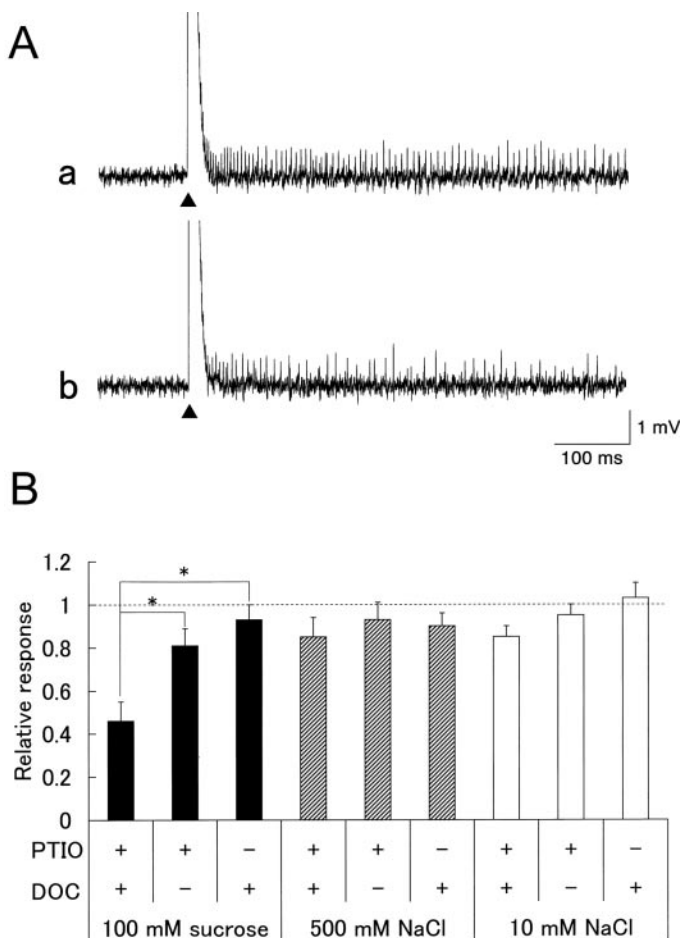 A
a
b
1 mV
100 ms
B
Relative response
1.2
1
0.8
0.6
0.4
0.2
0
*
*
PTIO + + − + + − + + −
DOC + − + + − + + − +
100 mM sucrose 500 mM NaCl 10 mM NaCl